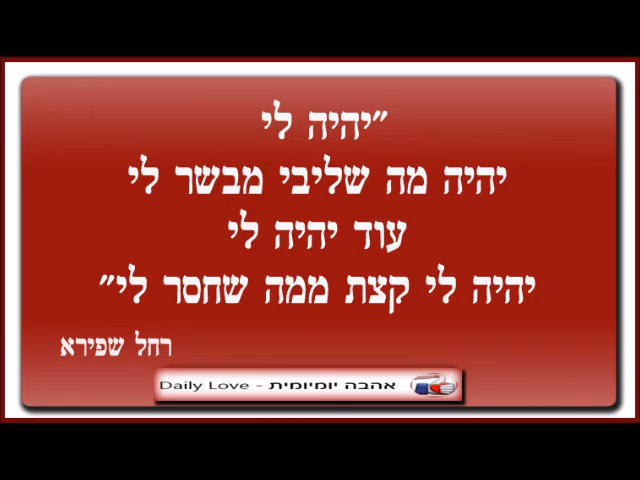 "יהיה לי
יהיה מה שליבי מבשר לי
עוד יהיה לי
יהיה לי קצת ממה שחסר לי"
רחל שפירא
אהבה יומיומית - Daily Love